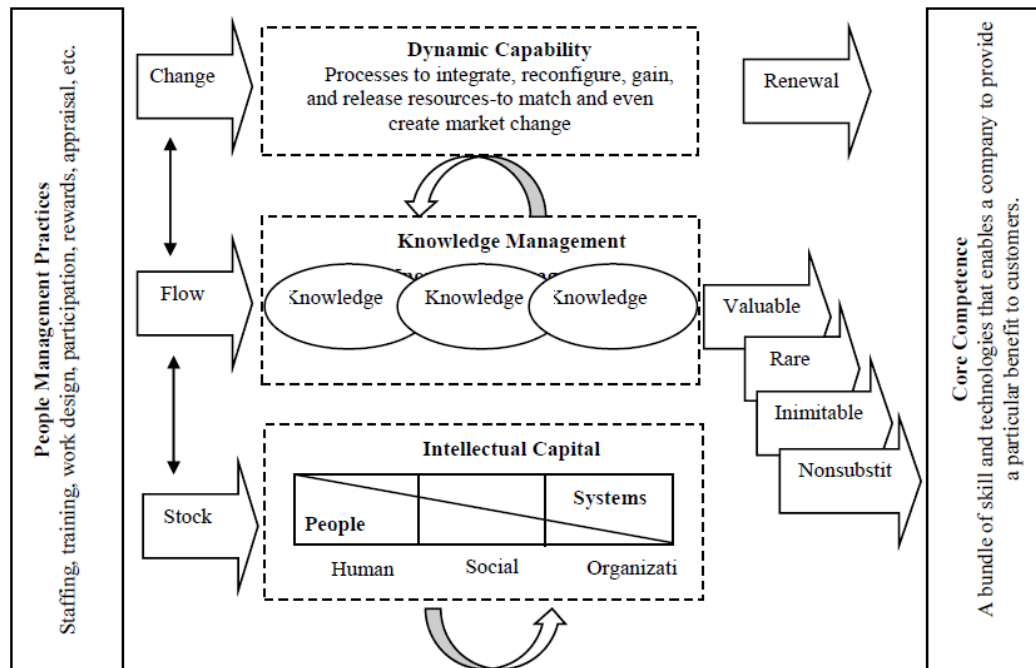 People Management Practices
Staffing, training, work design, participation, rewards, appraisal, etc.
Change
Dynamic Capability
Processes to integrate, reconfigure, gain,
and release resources-to match and even
create market change
Renewal
Flow
Knowledge Management
Knowledge
Knowledge
Knowledge
Valuable
Rare
Inimitable
Nonsubstit
Stock
Intellectual Capital
People
Systems
Human
Social
Organizati
Core Competence
A bundle of skill and technologies that enables a company to provide
a particular benefit to customers.